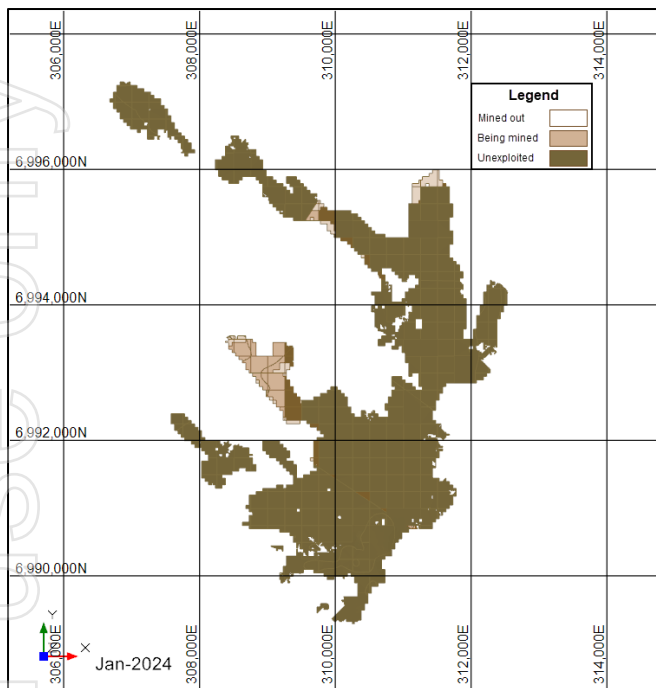 306,000E
308,000E
310,000E
312,000E
314,000E
Legend
Mined out
Being mined
Unexploited
6,996,000N
6,994,000N
6,992,000N
6,990,000N
Y
X
Jan-2024
306,000E
308,000E
310,000E
312,000E
314,000E
use only